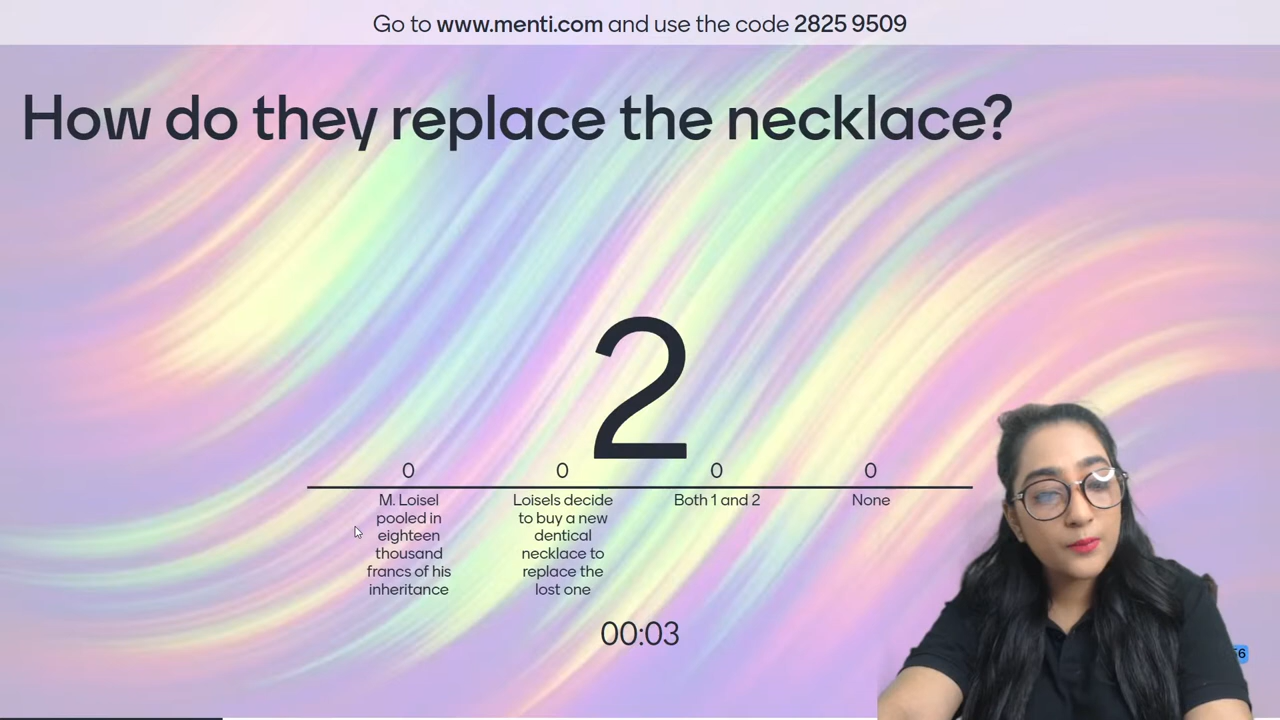 Go to www.menti.com and use the code 2825 9509
How do they replace the necklace?
2
0
0
0
0
M. Loisel
pooled in
eighteen
thousand
francs of his
inheritance
Loisels decide
to buy a new
dentical
necklace to
replace the
lost one
Both 1 and 2
None
00:03